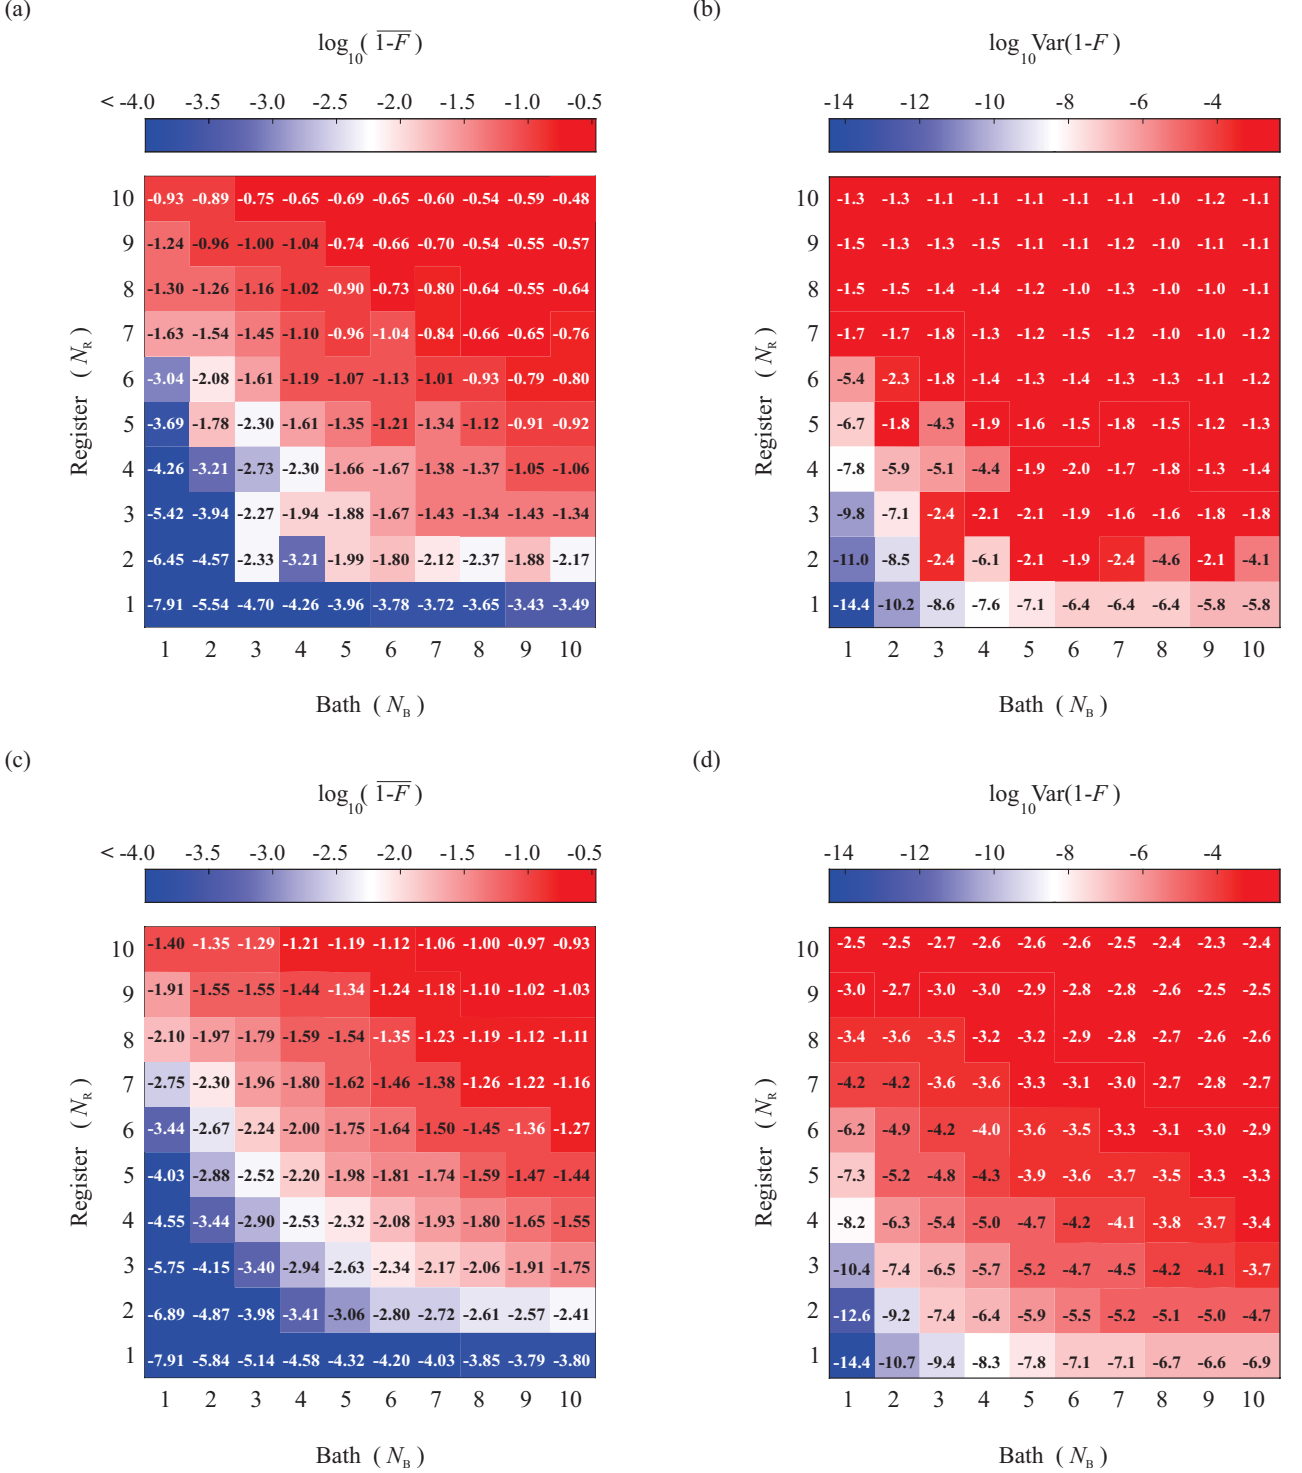 (a)
log10( 1-F )
< -4.0 -3.5 -3.0 -2.5 -2.0 -1.5 -1.0 -0.5
10 -0.93 -0.89 -0.75 -0.65 -0.69 -0.65 -0.60 -0.54 -0.59 -0.48
9 -1.24 -0.96 -1.00 -1.04 -0.74 -0.66 -0.70 -0.54 -0.55 -0.57
8 -1.30 -1.26 -1.16 -1.02 -0.90 -0.73 -0.80 -0.64 -0.55 -0.64
7 -1.63 -1.54 -1.45 -1.10 -0.96 -1.04 -0.84 -0.66 -0.65 -0.76
6 -3.04 -2.08 -1.61 -1.19 -1.07 -1.13 -1.01 -0.93 -0.79 -0.80
5 -3.69 -1.78 -2.30 -1.61 -1.35 -1.21 -1.34 -1.12 -0.91 -0.92
4 -4.26 -3.21 -2.73 -2.30 -1.66 -1.67 -1.38 -1.37 -1.05 -1.06
3 -5.42 -3.94 -2.27 -1.94 -1.88 -1.67 -1.43 -1.34 -1.43 -1.34
2 -6.45 -4.57 -2.33 -3.21 -1.99 -1.80 -2.12 -2.37 -1.88 -2.17
1 -7.91 -5.54 -4.70 -4.26 -3.96 -3.78 -3.72 -3.65 -3.43 -3.49
1 2 3 4 5 6 7 8 9 10
Register ( NR )
Bath ( NB )
(b)
log10Var(1-F )
-14 -12 -10 -8 -6 -4
-1.3 -1.3 -1.1 -1.1 -1.1 -1.1 -1.1 -1.0 -1.2 -1.1
-1.5 -1.3 -1.3 -1.5 -1.1 -1.1 -1.2 -1.0 -1.1 -1.1
-1.5 -1.5 -1.4 -1.4 -1.2 -1.0 -1.3 -1.0 -1.0 -1.1
-1.7 -1.7 -1.8 -1.3 -1.2 -1.5 -1.2 -1.0 -1.0 -1.2
-5.4 -2.3 -1.8 -1.4 -1.3 -1.4 -1.3 -1.3 -1.1 -1.2
-6.7 -1.8 -4.3 -1.9 -1.6 -1.5 -1.8 -1.5 -1.2 -1.3
-7.8 -5.9 -5.1 -4.4 -1.9 -2.0 -1.7 -1.8 -1.3 -1.4
-9.8 -7.1 -2.4 -2.1 -2.1 -1.9 -1.6 -1.6 -1.8 -1.8
-11.0 -8.5 -2.4 -6.1 -2.1 -1.9 -2.4 -4.6 -2.1 -4.1
-14.4 -10.2 -8.6 -7.6 -7.1 -6.4 -6.4 -6.4 -5.8 -5.8
10
9
8
7
6
5
4
3
2
1
1 2 3 4 5 6 7 8 9 10
Register ( NR )
Bath ( NB )
(c)
log10( 1-F )
< -4.0 -3.5 -3.0 -2.5 -2.0 -1.5 -1.0 -0.5
10 -1.40 -1.35 -1.29 -1.21 -1.19 -1.12 -1.06 -1.00 -0.97 -0.93
9 -1.91 -1.55 -1.55 -1.44 -1.34 -1.24 -1.18 -1.10 -1.02 -1.03
8 -2.10 -1.97 -1.79 -1.59 -1.54 -1.35 -1.23 -1.19 -1.12 -1.11
7 -2.75 -2.30 -1.96 -1.80 -1.62 -1.46 -1.38 -1.26 -1.22 -1.16
6 -3.44 -2.67 -2.24 -2.00 -1.75 -1.64 -1.50 -1.45 -1.36 -1.27
5 -4.03 -2.88 -2.52 -2.20 -1.98 -1.81 -1.74 -1.59 -1.47 -1.44
4 -4.55 -3.44 -2.90 -2.53 -2.32 -2.08 -1.93 -1.80 -1.65 -1.55
3 -5.75 -4.15 -3.40 -2.94 -2.63 -2.34 -2.17 -2.06 -1.91 -1.75
2 -6.89 -4.87 -3.98 -3.41 -3.06 -2.80 -2.72 -2.61 -2.57 -2.41
1 -7.91 -5.84 -5.14 -4.58 -4.32 -4.20 -4.03 -3.85 -3.79 -3.80
1 2 3 4 5 6 7 8 9 10
Register ( NR )
Bath ( NB )
(d)
log10Var(1-F )
-14 -12 -10 -8 -6 -4
10 -2.5 -2.5 -2.7 -2.6 -2.6 -2.6 -2.5 -2.4 -2.3 -2.4
9 -3.0 -2.7 -3.0 -3.0 -2.9 -2.8 -2.8 -2.6 -2.5 -2.5
8 -3.4 -3.6 -3.5 -3.2 -3.2 -2.9 -2.8 -2.7 -2.6 -2.6
7 -4.2 -4.2 -3.6 -3.6 -3.3 -3.1 -3.0 -2.7 -2.8 -2.7
6 -6.2 -4.9 -4.2 -4.0 -3.6 -3.5 -3.3 -3.1 -3.0 -2.9
5 -7.3 -5.2 -4.8 -4.3 -3.9 -3.6 -3.7 -3.5 -3.3 -3.3
4 -8.2 -6.3 -5.4 -5.0 -4.7 -4.2 -4.1 -3.8 -3.7 -3.4
3 -10.4 -7.4 -6.5 -5.7 -5.2 -4.7 -4.5 -4.2 -4.1 -3.7
2 -12.6 -9.2 -7.4 -6.4 -5.9 -5.5 -5.2 -5.1 -5.0 -4.7
1 -14.4 -10.7 -9.4 -8.3 -7.8 -7.1 -7.1 -6.7 -6.6 -6.9
1 2 3 4 5 6 7 8 9 10
Register ( NR )
Bath ( NB )